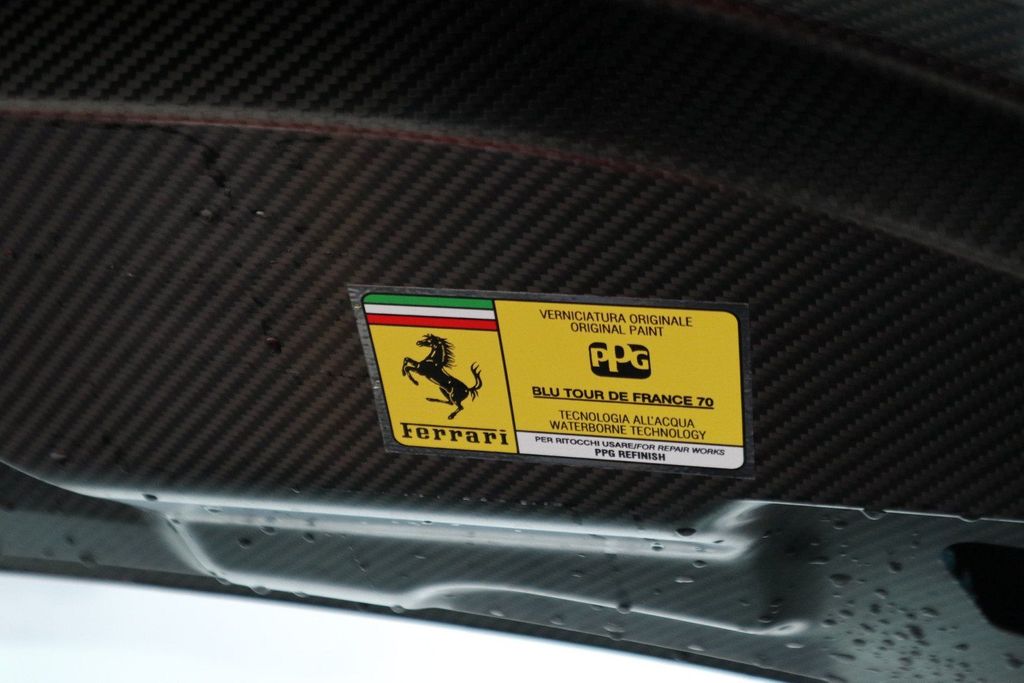 Ferrari
VERNICIATURA ORIGINALE
ORIGINAL PAINT
PPG
BLU TOUR DE FRANCE 70
TECNOLOGIA ALL'ACQUA
WATERBORNE TECHNOLOGY
PER RITOCCHI USARE/FOR REPAIR WORKS
PPG REFINISH